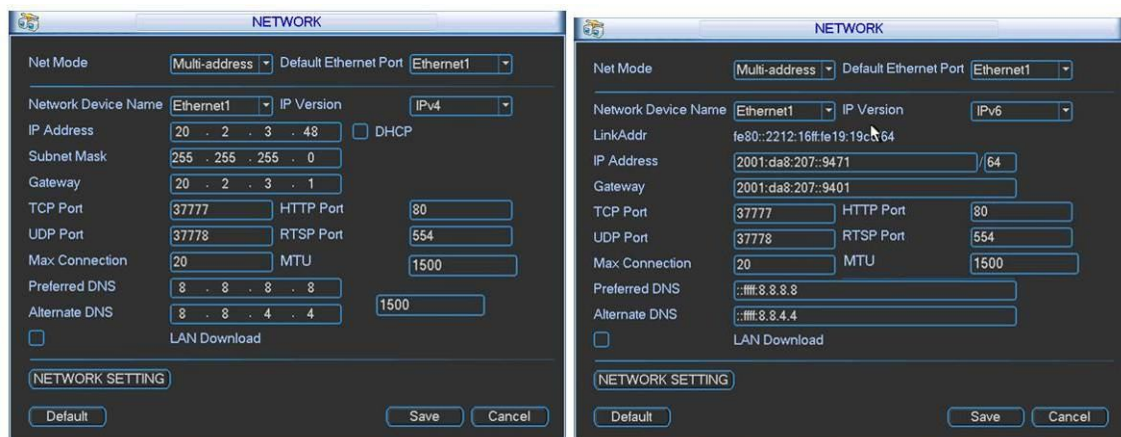 NETWORK
Net Mode Multi-address Default Ethernet Port Ethernet1
Network Device Name Ethernet1 IP Version IPv4
IP Address 20 . 2 . 3 . 48 DHCP
Subnet Mask 255 . 255 . 255 . 0
Gateway 20 . 2 . 3 . 1
TCP Port 37777 HTTP Port 80
UDP Port 37778 RTSP Port 554
Max Connection 20 MTU 1500
Preferred DNS 8 . 8 . 8 . 8
1500
Alternate DNS 8 . 8 . 4 . 4
LAN Download
NETWORK SETTING
Default Save Cancel
NETWORK
Net Mode Multi-address Default Ethernet Port Ethernet1
Network Device Name Ethernet1 IP Version IPv6
LinkAddr
IP Address 2001:da8:207::9471 / 64
Gateway 2001:da8:207::9401
TCP Port 37777 HTTP Port 80
UDP Port 37778 RTSP Port 554
Max Connection 20 MTU 1500
Preferred DNS ::ffff:8.8.8.8
Alternate DNS ::ffff:8.8.4.4
LAN Download
NETWORK SETTING
Default Save Cancel